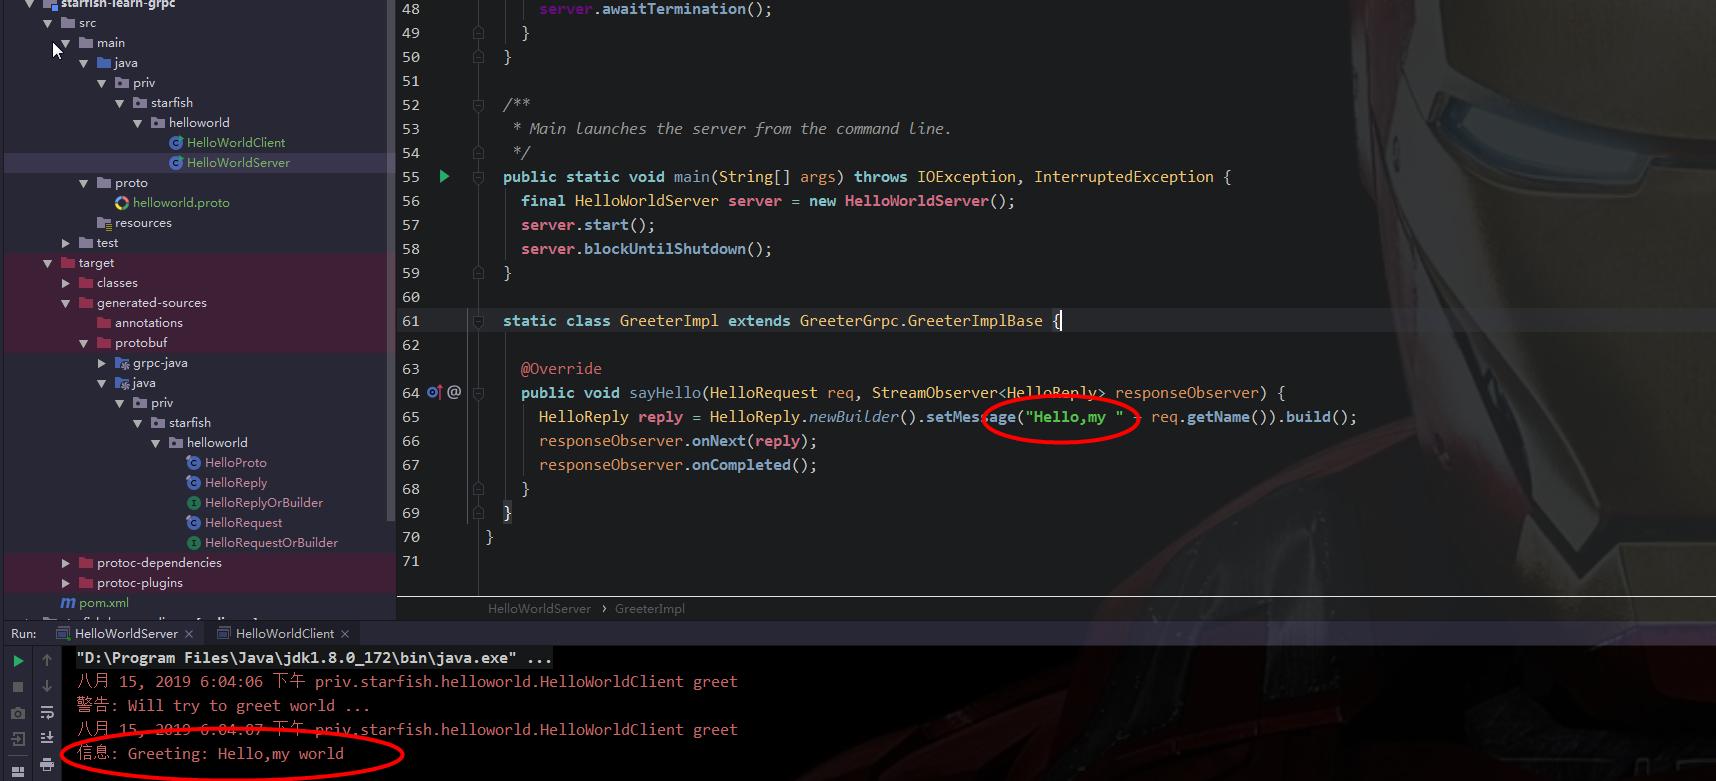 starfish-learn-grpc
src
main
java
priv
starfish
helloworld
HelloWorldClient
HelloWorldServer
proto
helloworld.proto
resources
test
target
classes
generated-sources
annotations
protobuf
grpc-java
java
priv
starfish
helloworld
HelloProto
HelloReply
HelloReplyOrBuilder
HelloRequest
HelloRequestOrBuilder
protoc-dependencies
protoc-plugins
pom.xml
48 server.awaitTermination();
49 }
50 }
51
52 /**
53 * Main launches the server from the command line.
54 */
55 public static void main(String[] args) throws IOException, InterruptedException {
56 final HelloWorldServer server = new HelloWorldServer();
57 server.start();
58 server.blockUntilShutdown();
59 }
60
61 static class GreeterImpl extends GreeterGrpc.GreeterImplBase {
62
63 @Override
64 public void sayHello(HelloRequest req, StreamObserver<HelloReply> responseObserver) {
65 HelloReply reply = HelloReply.newBuilder().setMessage("Hello,my " + req.getName()).build();
66 responseObserver.onNext(reply);
67 responseObserver.onCompleted();
68 }
69 }
70 }
71
HelloWorldServer › GreeterImpl
Run: HelloWorldServer × HelloWorldClient ×
"D:\Program Files\Java\jdk1.8.0_172\bin\java.exe" ...
八月 15, 2019 6:04:06 下午 priv.starfish.helloworld.HelloWorldClient greet
警告: Will try to greet world ...
八月 15, 2019 6:04:07 下午 priv.starfish.helloworld.HelloWorldClient greet
信息: Greeting: Hello,my world